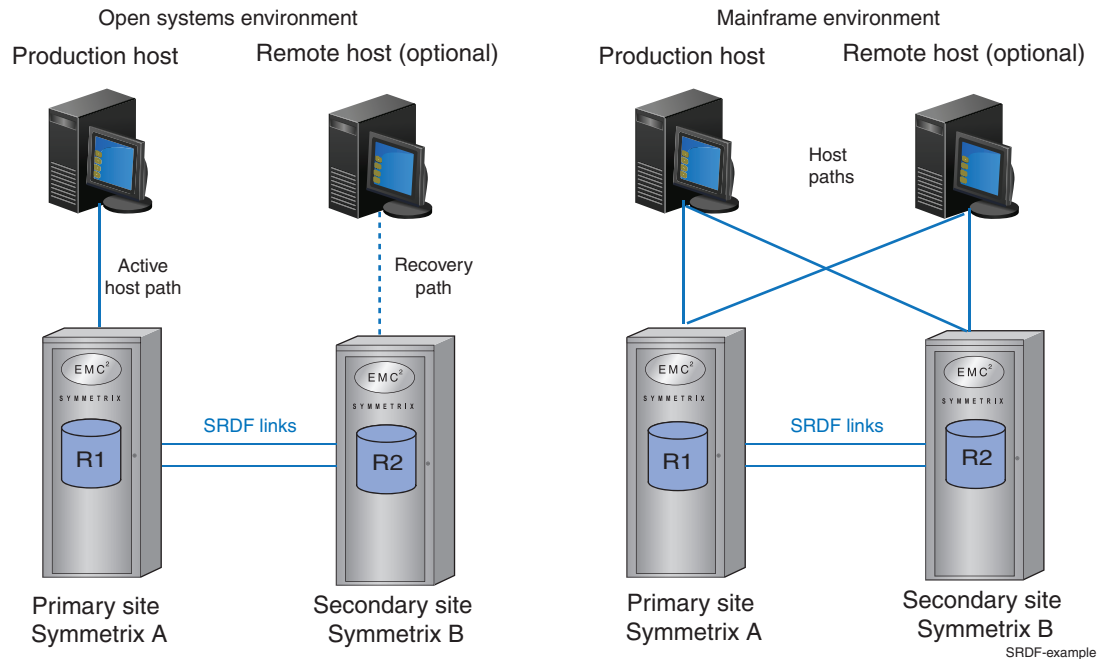 Open systems environment
Production host
Remote host (optional)
Active
host path
Recovery
path
EMC²
SYMMETRIX
R1
SRDF links
EMC²
SYMMETRIX
R2
Primary site
Symmetrix A
Secondary site
Symmetrix B
Mainframe environment
Production host
Remote host (optional)
Host
paths
EMC²
SYMMETRIX
R1
SRDF links
EMC²
SYMMETRIX
R2
Primary site
Symmetrix A
Secondary site
Symmetrix B
SRDF-example